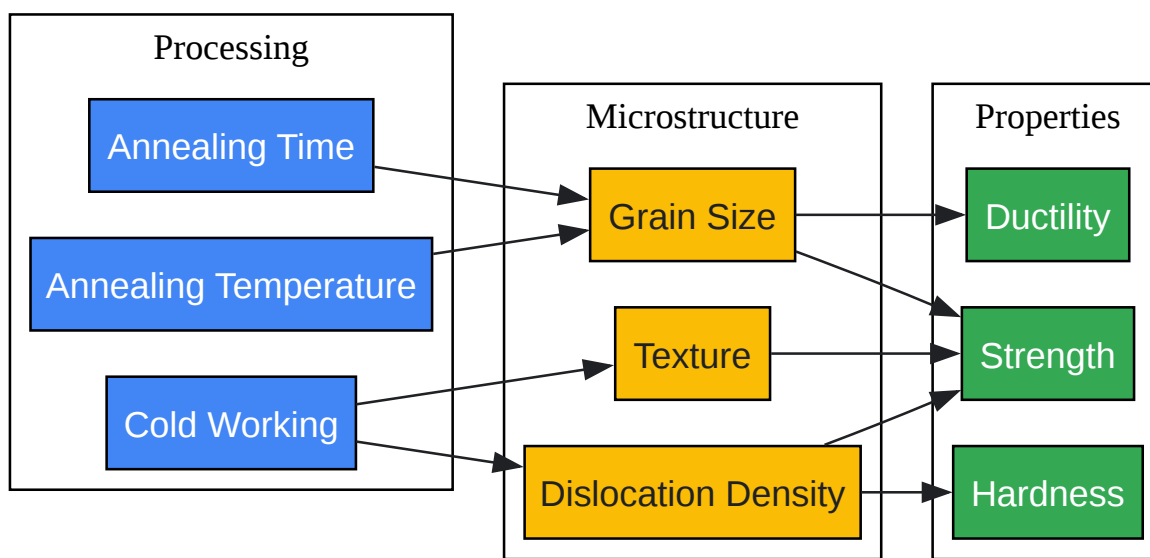 Processing
Annealing Time
Annealing Temperature
Cold Working
Microstructure
Grain Size
Texture
Dislocation Density
Properties
Ductility
Strength
Hardness